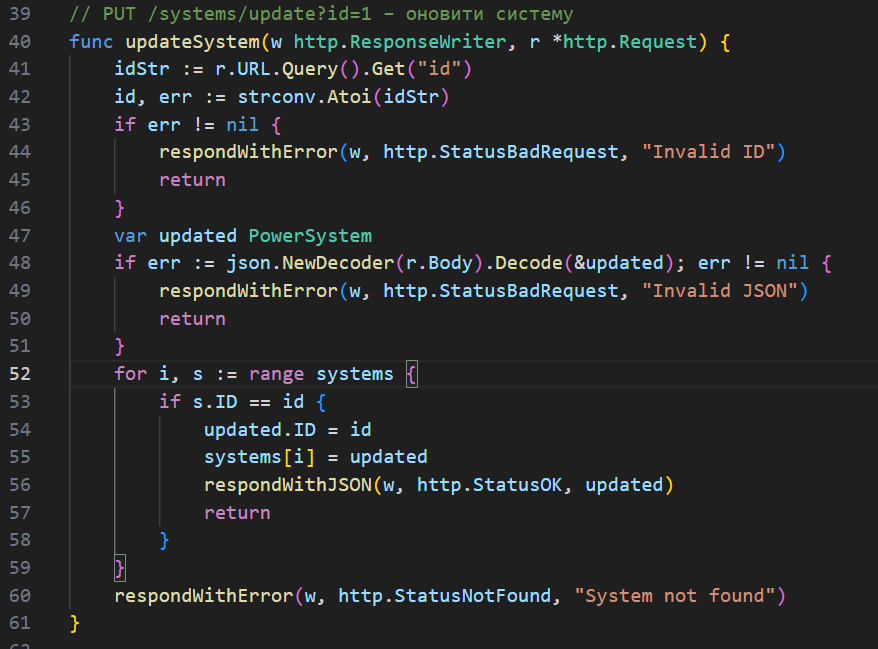 39 // PUT /systems/update?id=1 – оновити систему
40 func updateSystem(w http.ResponseWriter, r *http.Request) {
41     idStr := r.URL.Query().Get("id")
42     id, err := strconv.Atoi(idStr)
43     if err != nil {
44         respondWithError(w, http.StatusBadRequest, "Invalid ID")
45         return
46     }
47     var updated PowerSystem
48     if err := json.NewDecoder(r.Body).Decode(&updated); err != nil {
49         respondWithError(w, http.StatusBadRequest, "Invalid JSON")
50         return
51     }
52     for i, s := range systems {
53         if s.ID == id {
54             updated.ID = id
55             systems[i] = updated
56             respondWithJSON(w, http.StatusOK, updated)
57             return
58         }
59     }
60     respondWithError(w, http.StatusNotFound, "System not found")
61 }